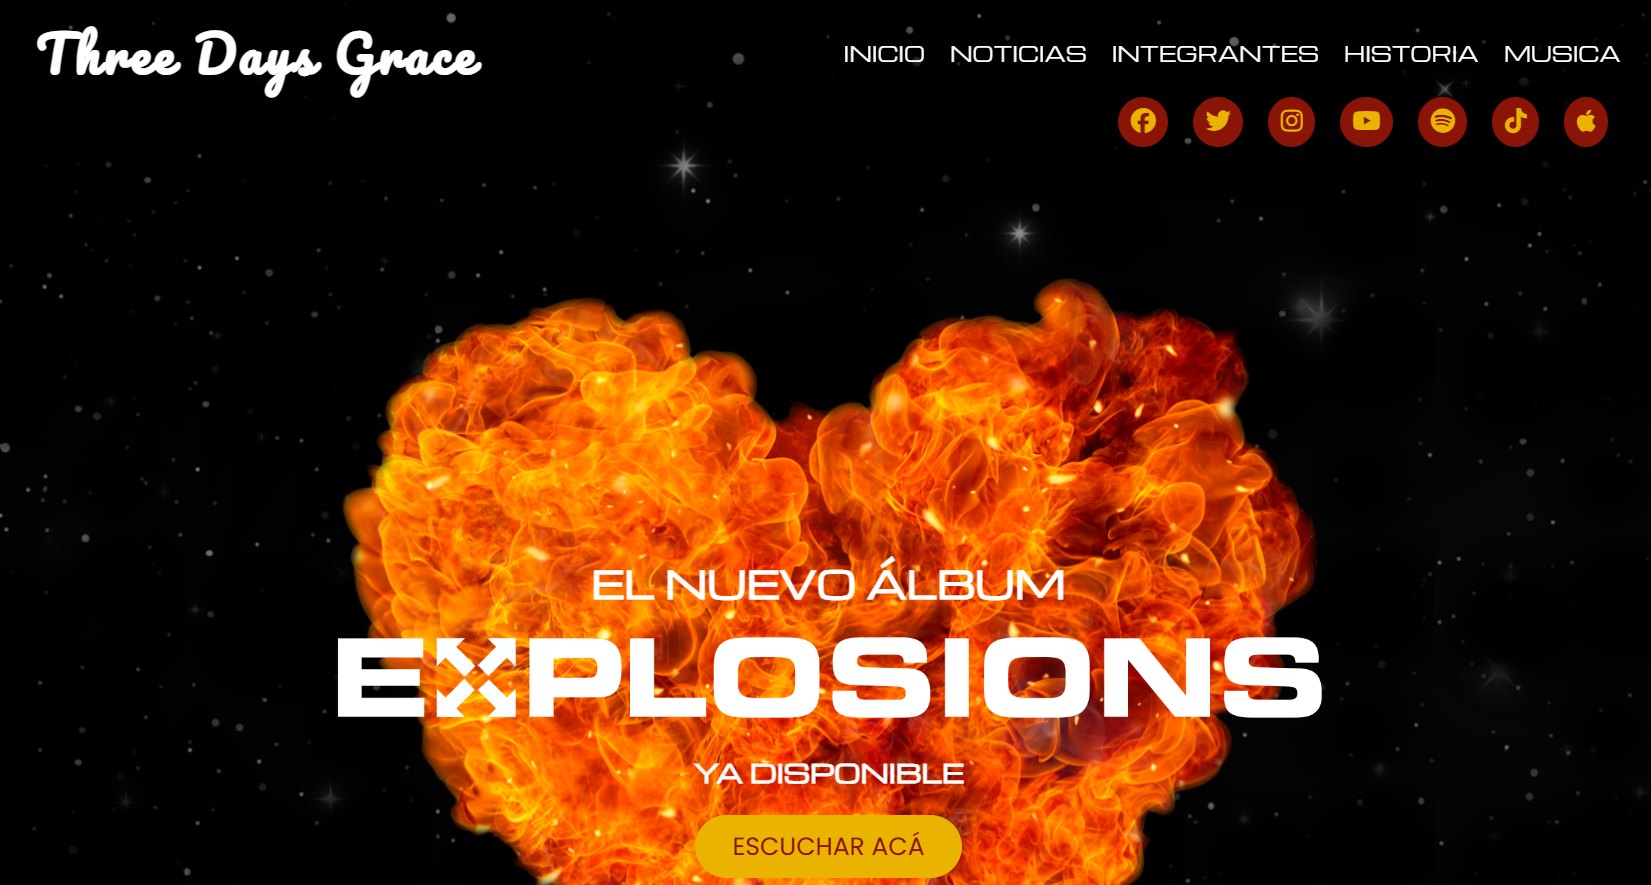 Three Days Grace
INICIO NOTICIAS INTEGRANTES HISTORIA MUSICA
EL NUEVO ÁLBUM
EXPLOSIONS
YA DISPONIBLE
ESCUCHAR ACÁ